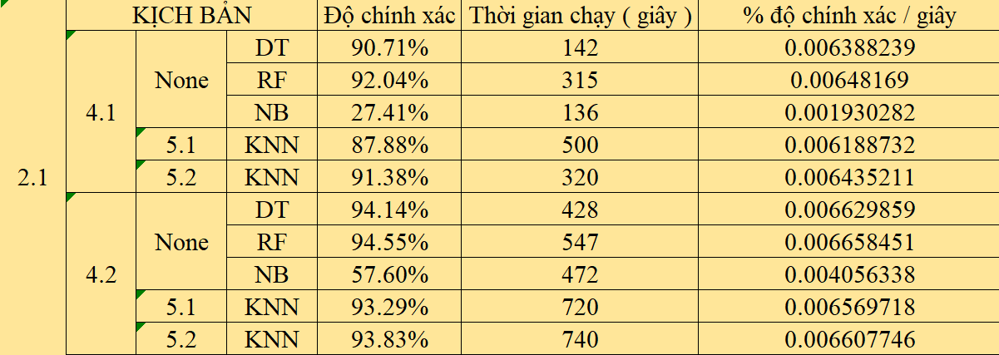 KỊCH BẢN Độ chính xác Thời gian chạy ( giây ) % độ chính xác / giây
2.1 4.1 None DT 90.71% 142 0.006388239
RF 92.04% 315 0.00648169
NB 27.41% 136 0.001930282
5.1 KNN 87.88% 500 0.006188732
5.2 KNN 91.38% 320 0.006435211
4.2 None DT 94.14% 428 0.006629859
RF 94.55% 547 0.006658451
NB 57.60% 472 0.004056338
5.1 KNN 93.29% 720 0.006569718
5.2 KNN 93.83% 740 0.006607746